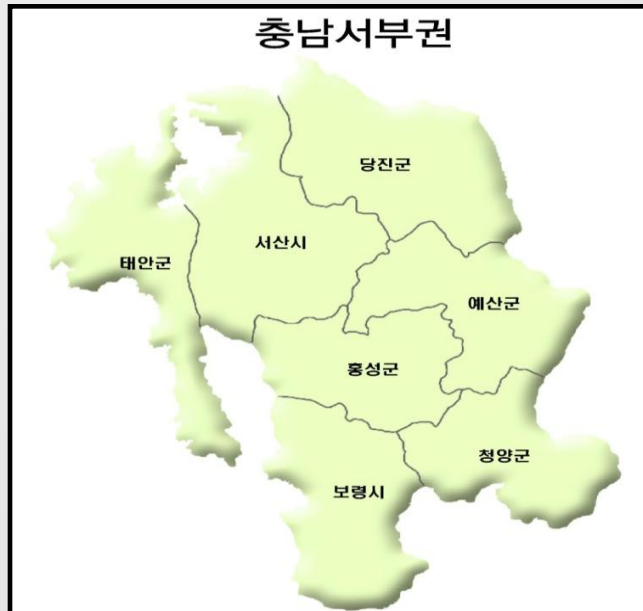 충남서부권
당진군
서산시
태안군
예산군
홍성군
청양군
보령시